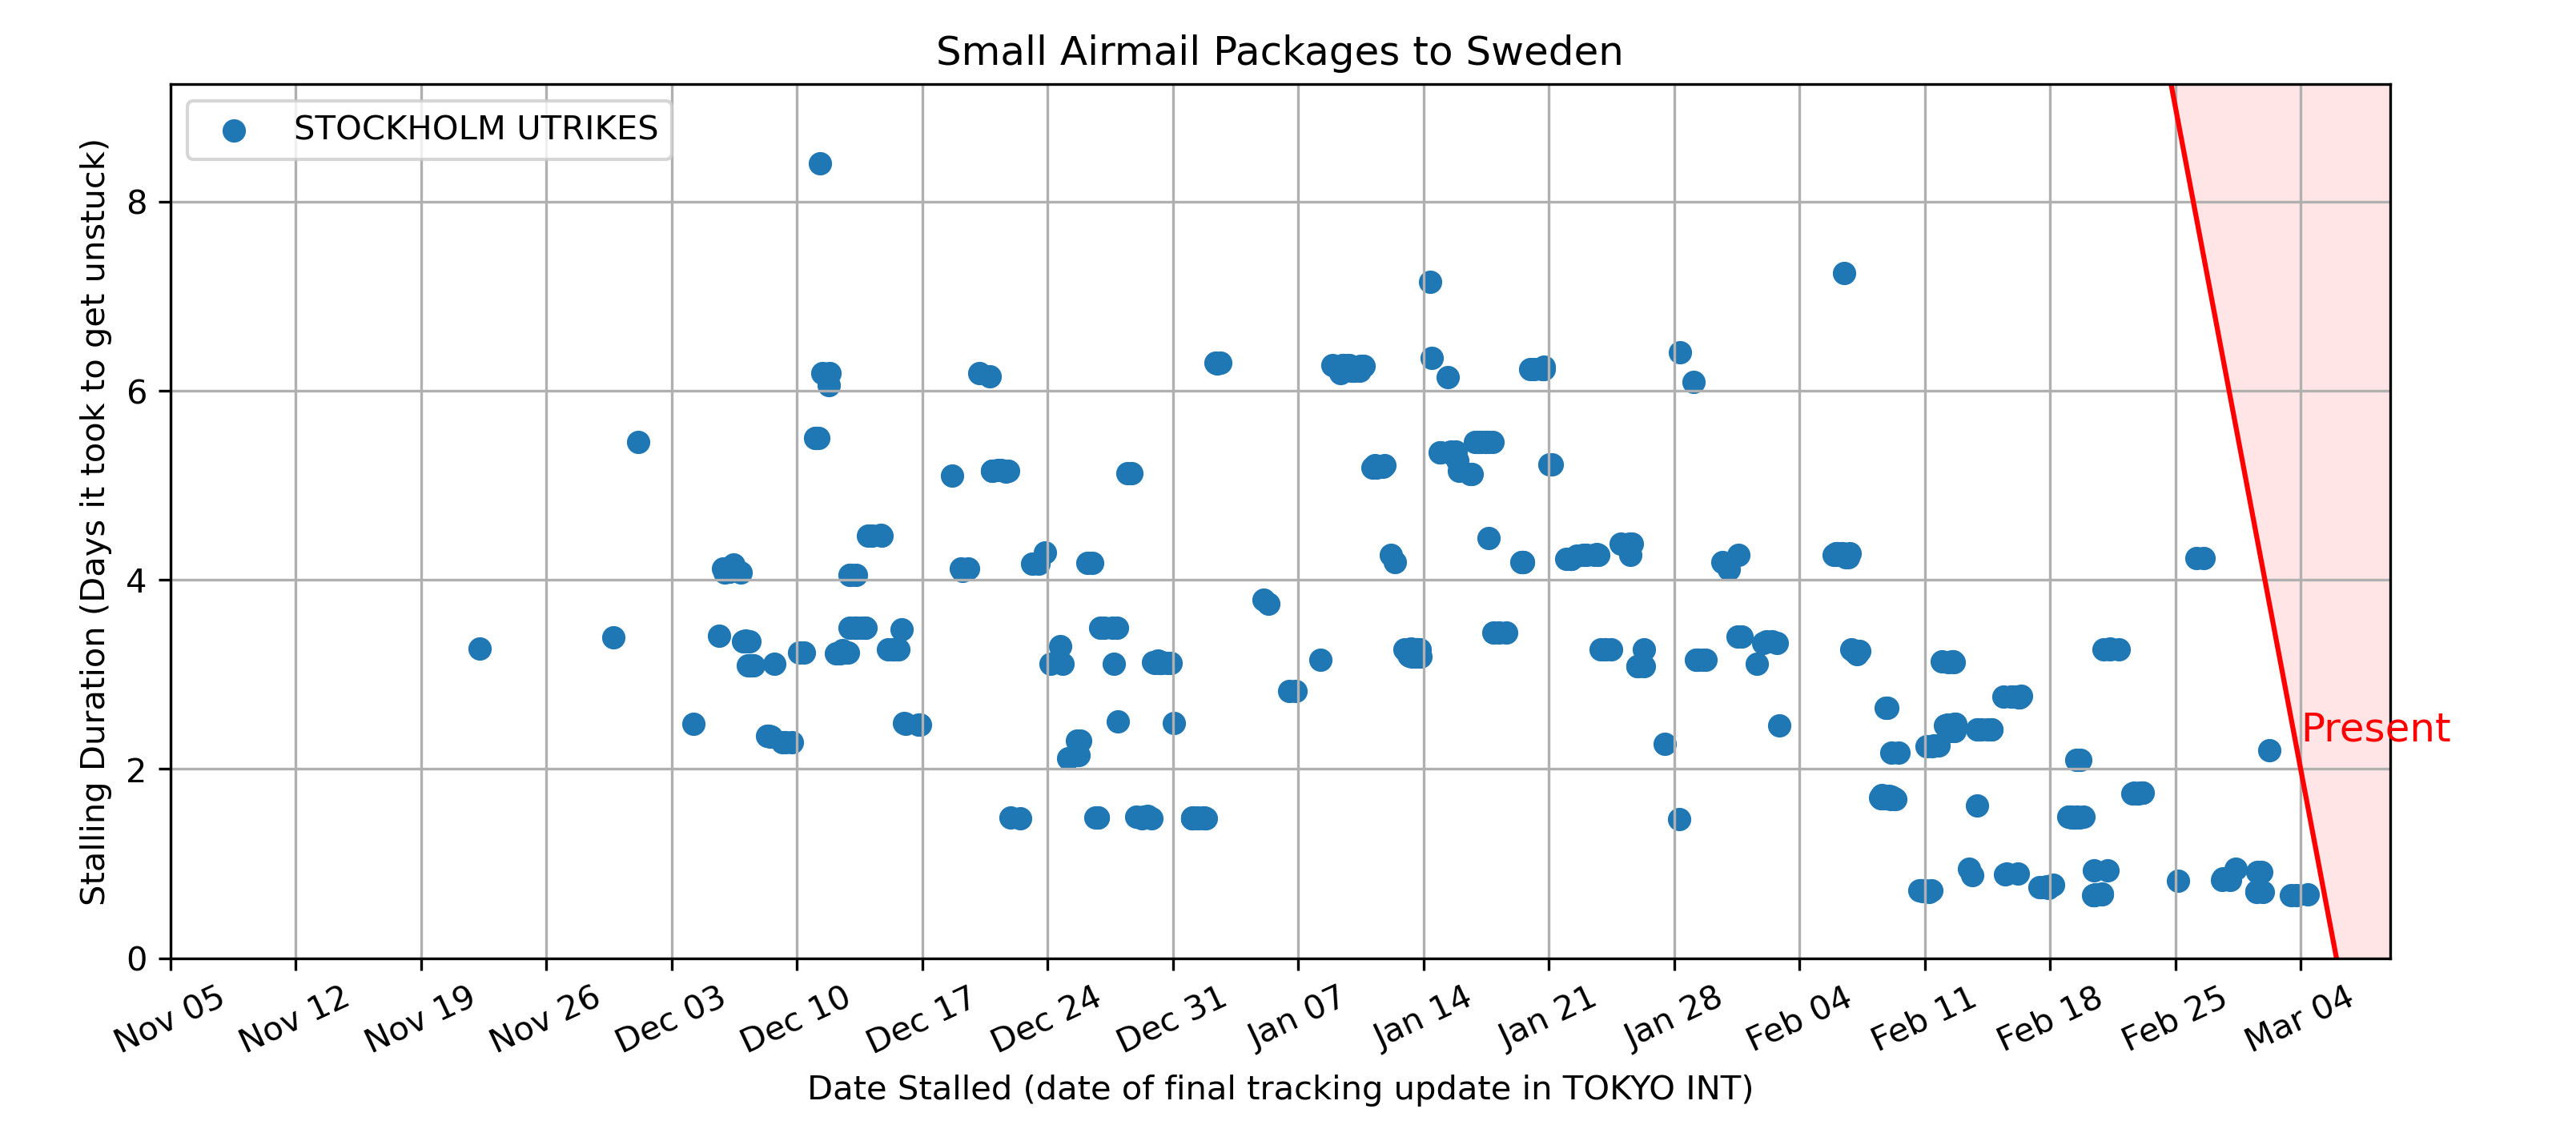 Small Airmail Packages to Sweden
STOCKHOLM UTRIKES
Stalling Duration (Days it took to get unstuck)
8
6
4
2
0
Present
Nov 05 Nov 12 Nov 19 Nov 26 Dec 03 Dec 10 Dec 17 Dec 24 Dec 31 Jan 07 Jan 14 Jan 21 Jan 28 Feb 04 Feb 11 Feb 18 Feb 25 Mar 04
Date Stalled (date of final tracking update in TOKYO INT)